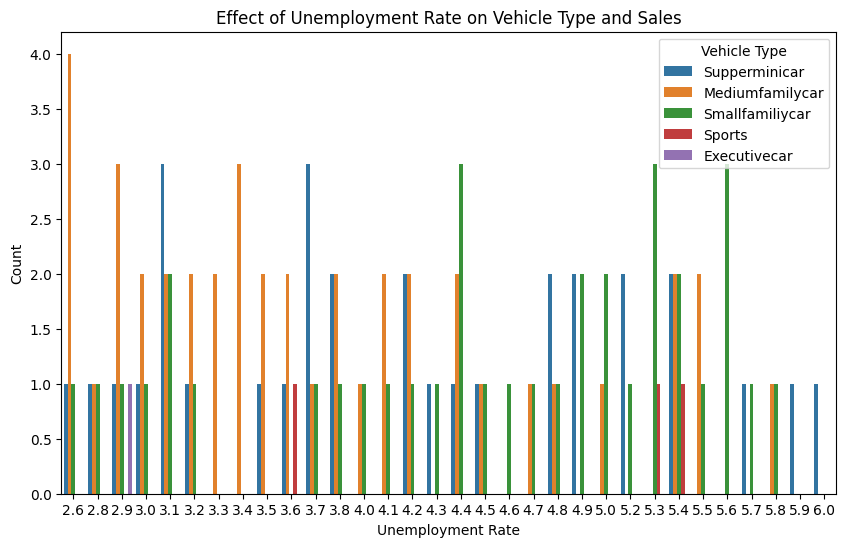 Effect of Unemployment Rate on Vehicle Type and Sales
Vehicle Type
Supperminicar
Mediumfamilycar
Smallfamiliycar
Sports
Executivecar
4.0
3.5
3.0
2.5
2.0
1.5
1.0
0.5
0.0
Count
2.6 2.8 2.9 3.0 3.1 3.2 3.3 3.4 3.5 3.6 3.7 3.8 4.0 4.1 4.2 4.3 4.4 4.5 4.6 4.7 4.8 4.9 5.0 5.2 5.3 5.4 5.5 5.6 5.7 5.8 5.9 6.0
Unemployment Rate